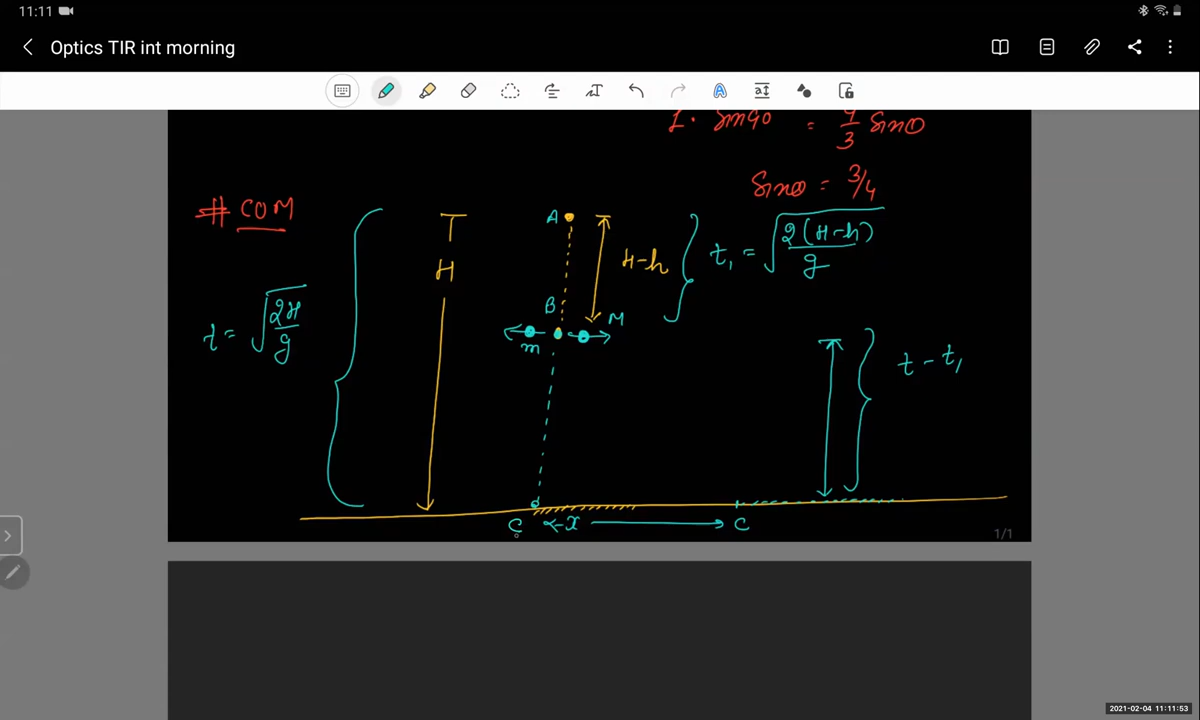 11:11
Optics TIR int morning
1. Sin90 = 4/3 Sinθ
Sinθ = 3/4
# COM
A
H
H-h
t₁ = √(2(H-h)/g)
t = √(2H/g)
B
M
m
t - t₁
C
x
C
1/1
2021-02-04 11:11:53